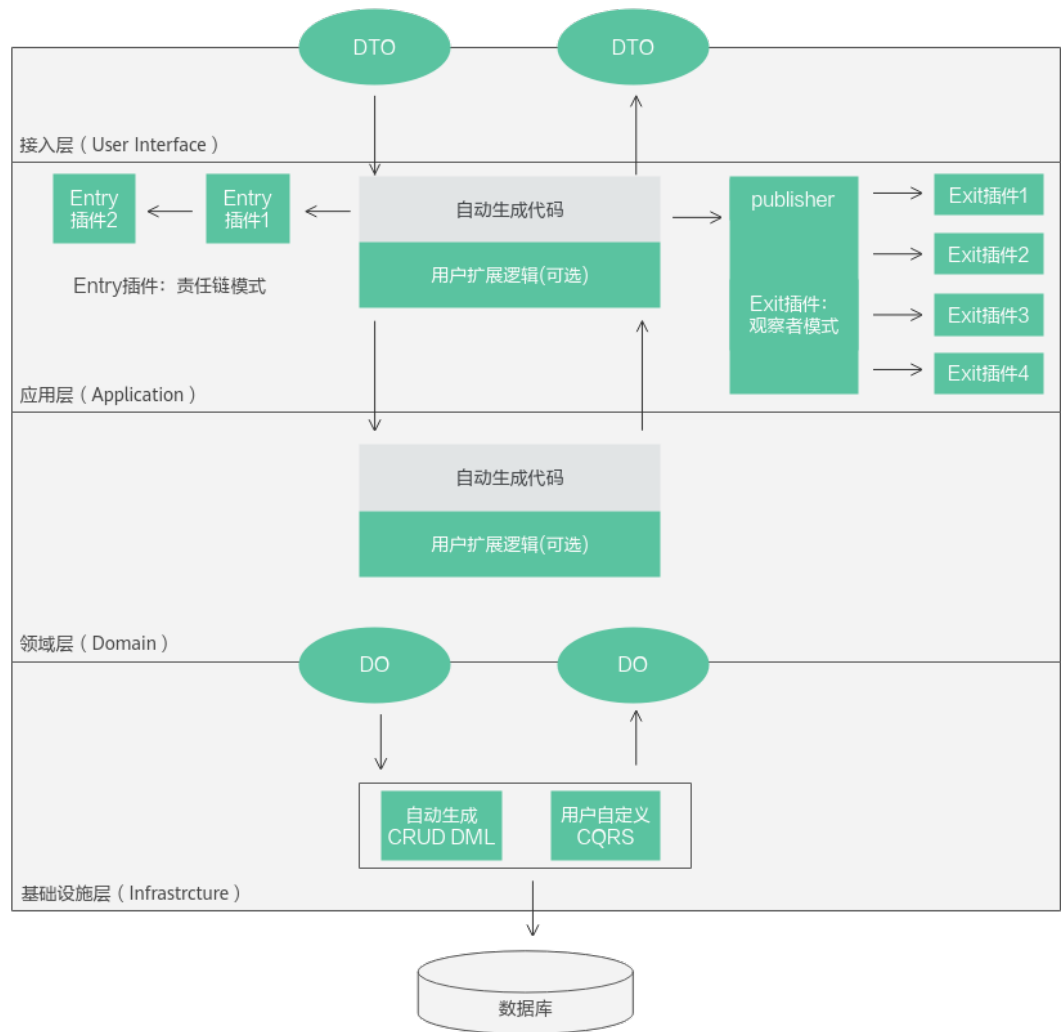 DTO
DTO
接入层（User Interface）
Entry
插件2
Entry
插件1
自动生成代码
用户扩展逻辑(可选)
Entry插件：责任链模式
publisher
Exit插件：
观察者模式
Exit插件1
Exit插件2
Exit插件3
Exit插件4
应用层（Application）
自动生成代码
用户扩展逻辑(可选)
领域层（Domain）
DO
DO
自动生成
CRUD DML
用户自定义
CQRS
基础设施层（Infrastrcture）
数据库